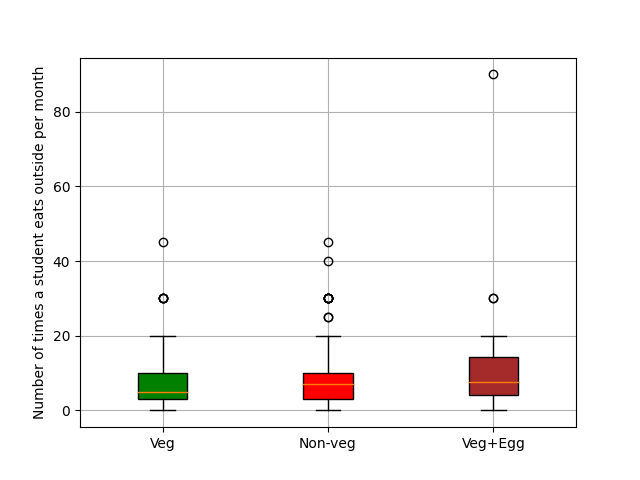 Number of times a student eats outside per month
80
60
40
20
0
Veg
Non-veg
Veg+Egg